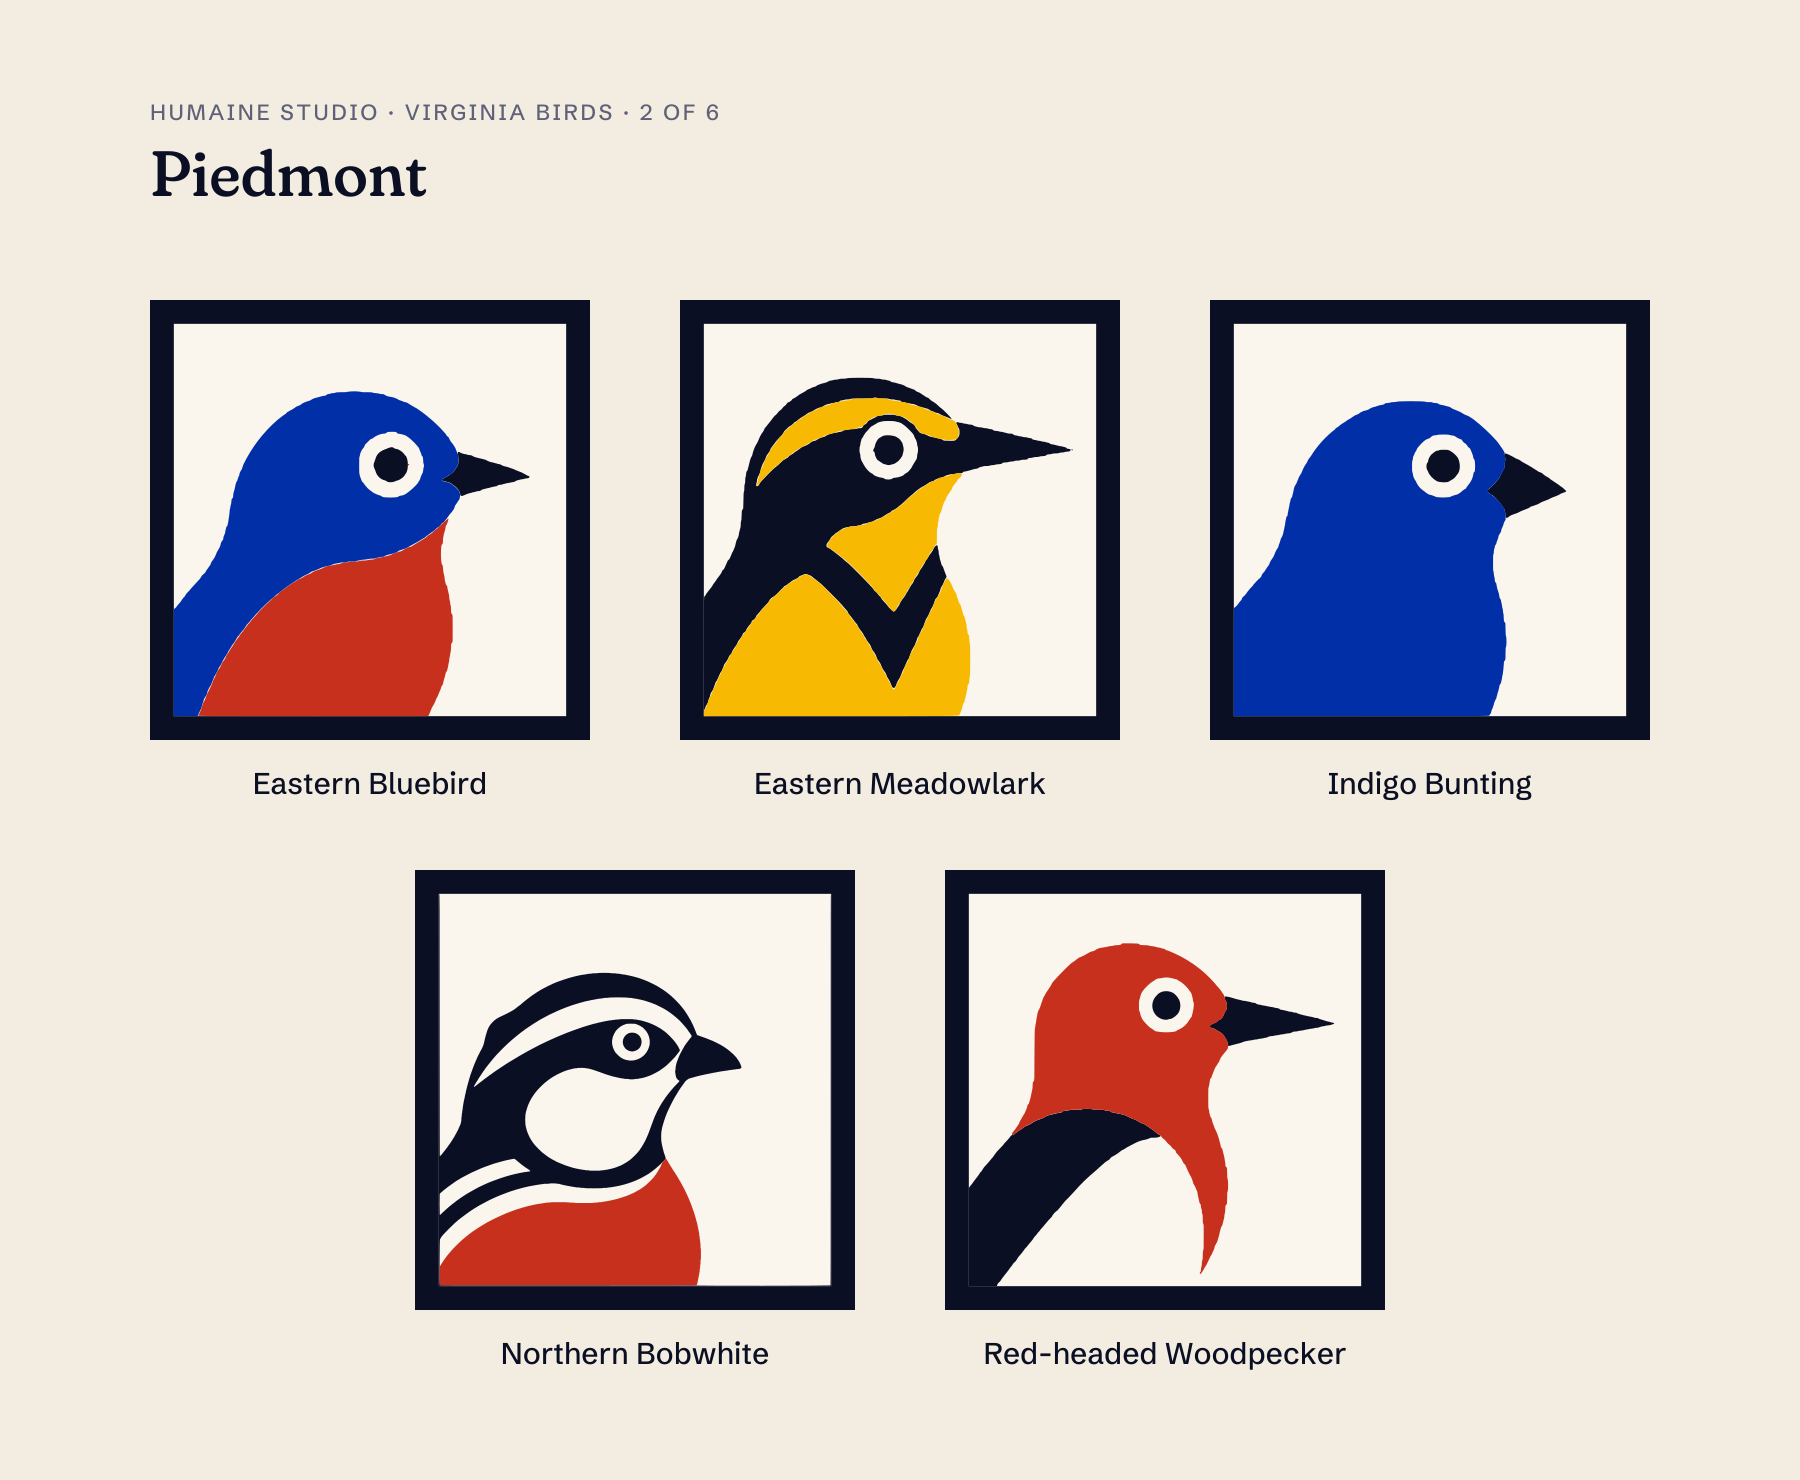 HUMAINE STUDIO · VIRGINIA BIRDS · 2 OF 6
Piedmont
Eastern Bluebird
Eastern Meadowlark
Indigo Bunting
Northern Bobwhite
Red-headed Woodpecker